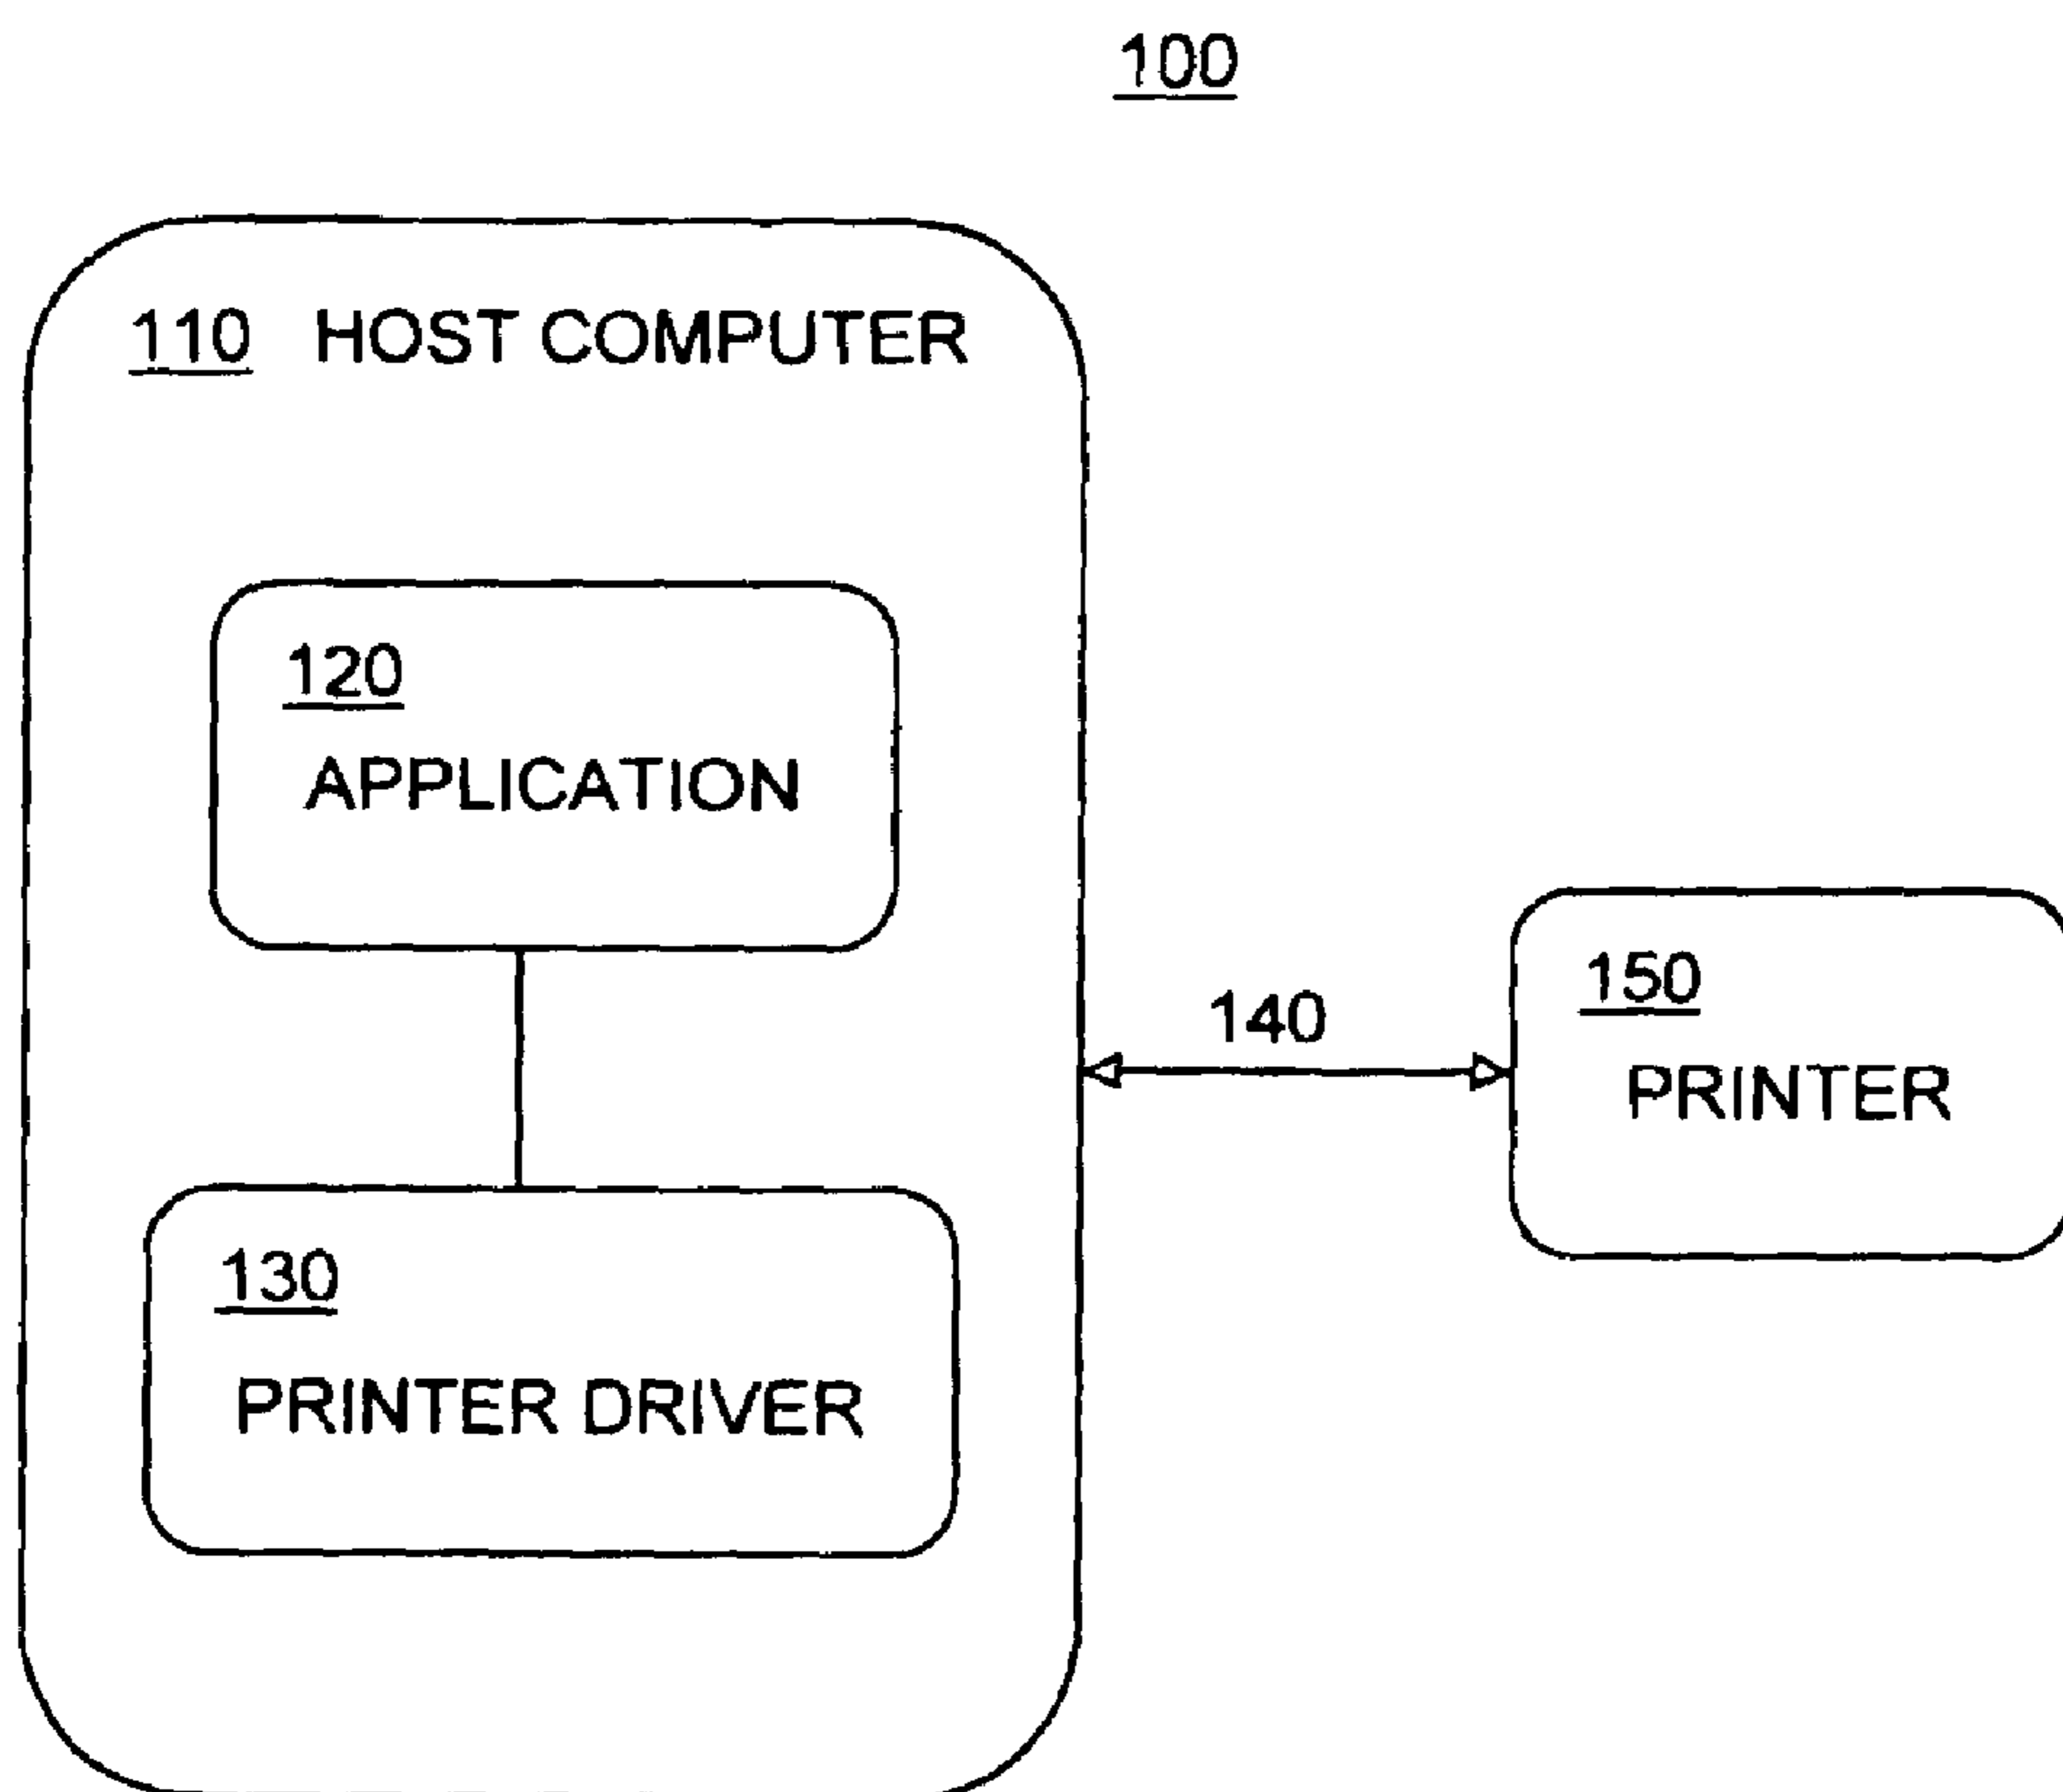 100
110 HOST COMPUTER
120
APPLICATION
140
150
PRINTER
130
PRINTER DRIVER